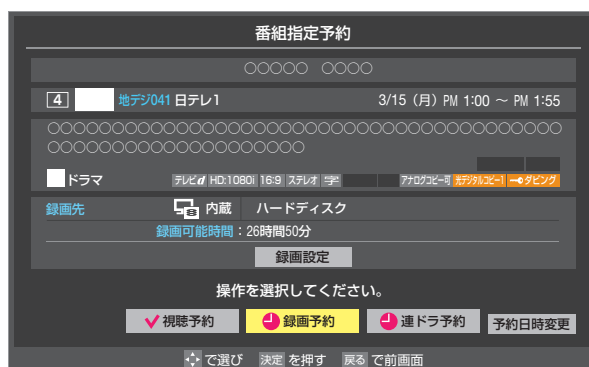 番組指定予約
○○○○○ ○○○○
4 地デジ041 日テレ1 3/15（月）PM 1:00 ～ PM 1:55
○○○○○○○○○○○○○○○○○○○○○○○○○○○○○○○○○○○○○○○○
○○○○○○○○○○○○○○○○○○○○
ドラマ テレビd HD:1080i 16:9 ステレオ 字 アナログコピー可 光デジタルコピー1 ダビング
録画先 内蔵 ハードディスク
録画可能時間：26時間50分
録画設定
操作を選択してください。
視聴予約 録画予約 連ドラ予約 予約日時変更
で選び 決定 を押す 戻る で前画面